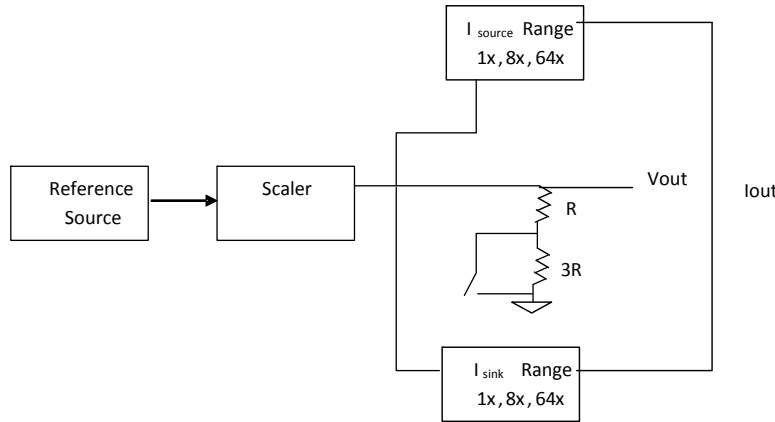 I source Range
1x, 8x, 64x
Reference
Source
Scaler
Vout
Iout
R
3R
I sink Range
1x, 8x, 64x